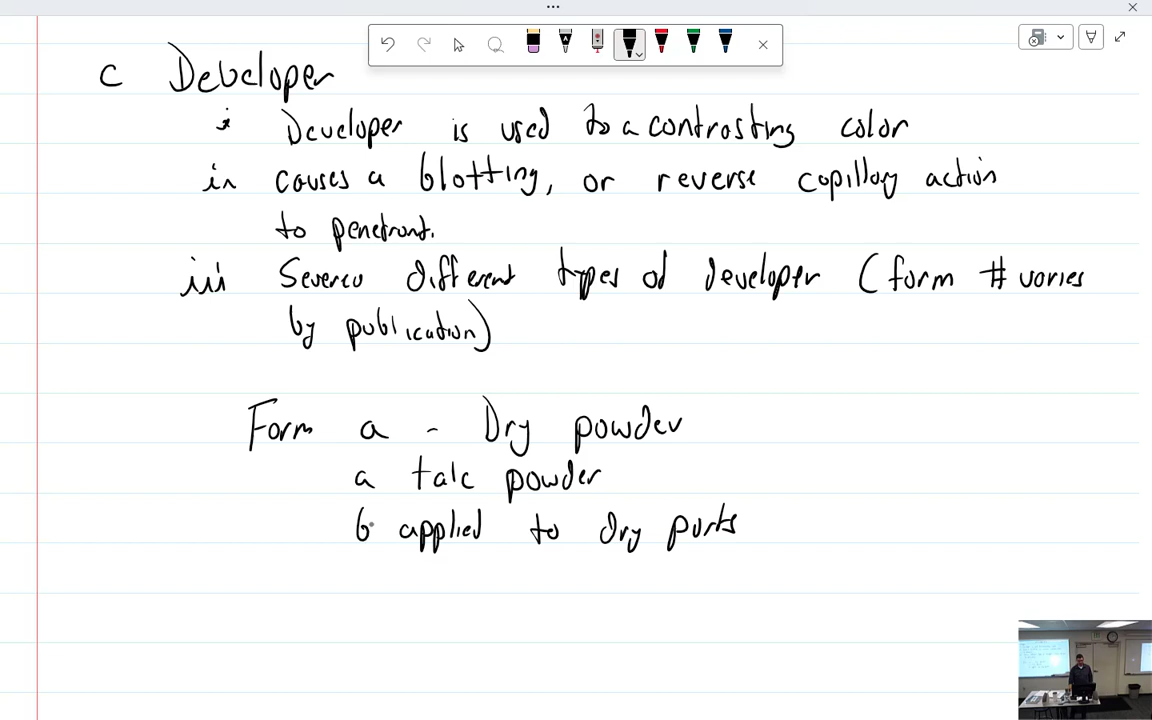 c Developer
i Developer is used to a contrasting color
ii causes a blotting, or reverse capillary action
to penetrant.
iii Several different types of developer (form # varies
by publication)
Form a - Dry powder
a talc powder
b applied to dry parts